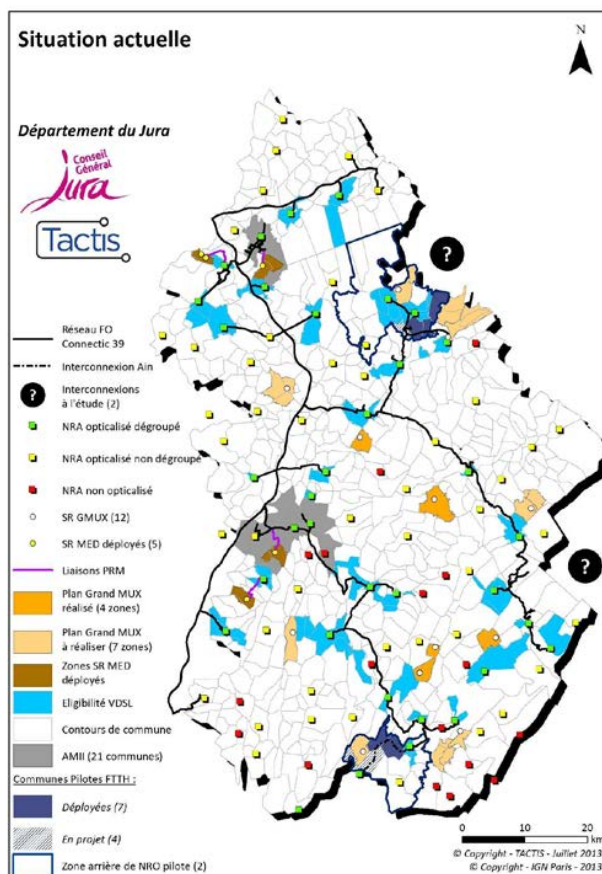 Situation actuelle
N
Département du Jura
Conseil
Général
Jura
Tactis
Réseau FO
Connectic 39
Interconnexion Ain
?
Interconnexions
à l'étude (2)
NRA opticalisé dégroupé
NRA opticalisé non dégroupé
NRA non opticalisé
SR GMUX (12)
SR MED déployés (5)
Liaisons PRM
Plan Grand MUX
réalisé (4 zones)
Plan Grand MUX
à réaliser (7 zones)
Zones SR MED
déployés
Eligibilité VDSL
Contours de commune
AMII (21 communes)
Communes Pilotes FTTH :
Déployées (7)
En projet (4)
Zone arrière de NRO pilote (2)
?
?
0 10 20
km
© Copyright - TACTIS - Juillet 2013
© Copyright - IGN Paris - 2013